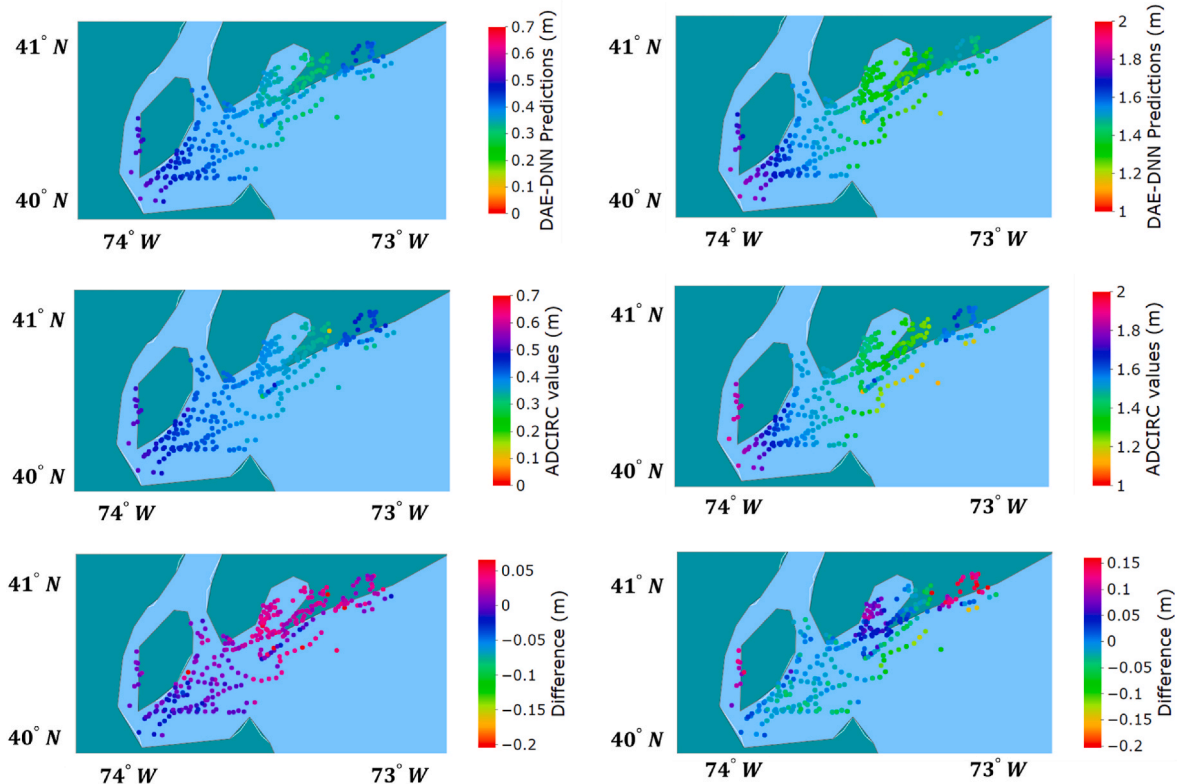 41° N
40° N
74° W
73° W
0.7
0.6
0.5
0.4
0.3
0.2
0.1
0
DAE-DNN Predictions (m)
41° N
40° N
74° W
73° W
2
1.8
1.6
1.4
1.2
1
DAE-DNN Predictions (m)
41° N
40° N
74° W
73° W
0.7
0.6
0.5
0.4
0.3
0.2
0.1
0
ADCIRC values (m)
41° N
40° N
74° W
73° W
2
1.8
1.6
1.4
1.2
1
ADCIRC values (m)
41° N
40° N
74° W
73° W
0.05
0
−0.05
−0.1
−0.15
−0.2
Difference (m)
41° N
40° N
74° W
73° W
0.15
0.10
0.05
0
−0.05
−0.10
−0.15
−0.2
Difference (m)